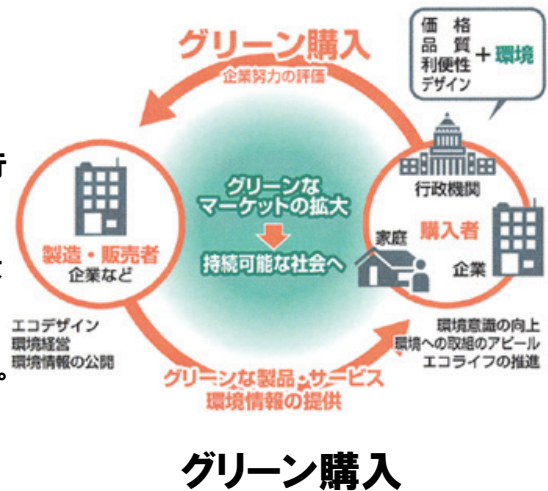 グリーン購入
企業努力の評価
価 格
品 質
利便性
デザイン
+環境
行政機関
家庭
購入者
企業
グリーンな
マーケットの拡大
持続可能な社会へ
製造・販売者
企業など
エコデザイン
環境経営
環境情報の公開
環境意識の向上
環境への取組のアピール
エコライフの推進
グリーンな製品・サービス
環境情報の提供
。
グリーン購入